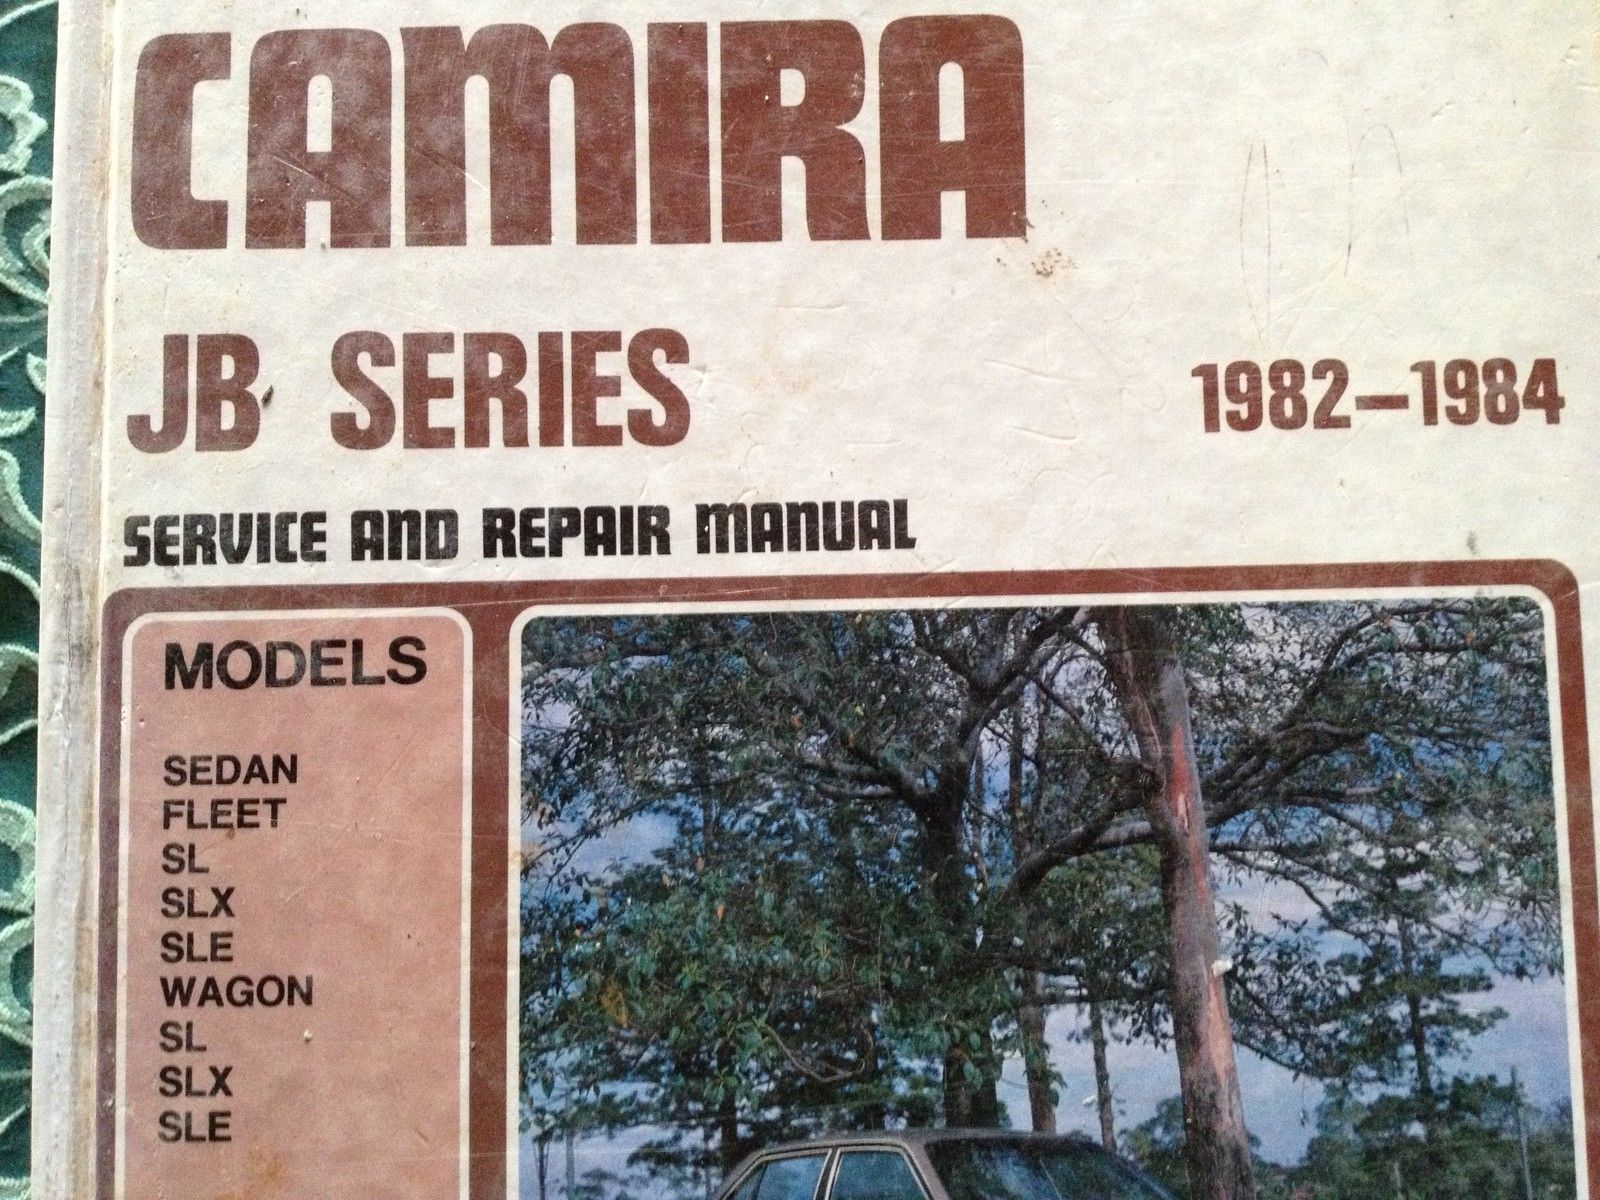 CAMIRA
JB SERIES
1982-1984
SERVICE AND REPAIR MANUAL
MODELS
SEDAN
FLEET
SL
SLX
SLE
WAGON
SL
SLX
SLE